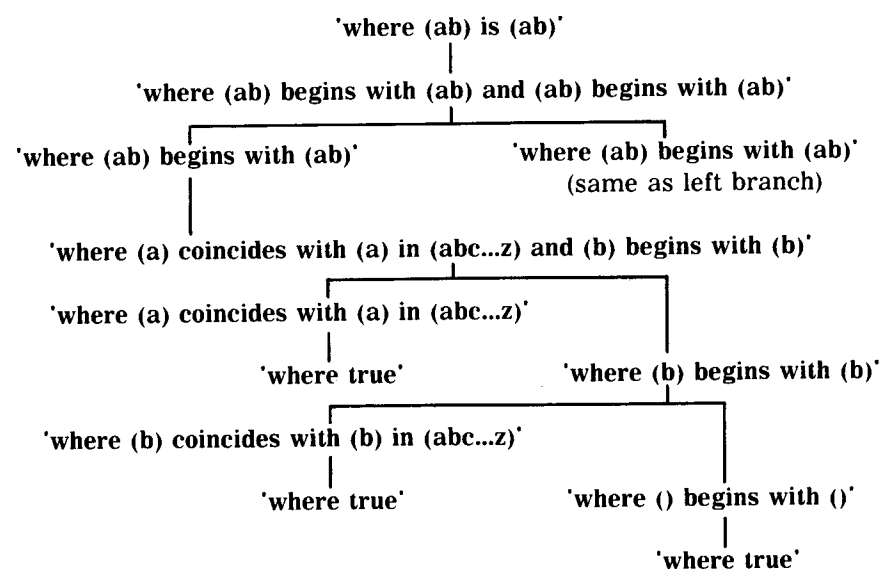 'where (ab) is (ab)'
'where (ab) begins with (ab) and (ab) begins with (ab)'
'where (ab) begins with (ab)'
'where (ab) begins with (ab)'
(same as left branch)
'where (a) coincides with (a) in (abc...z) and (b) begins with (b)'
'where (a) coincides with (a) in (abc...z)'
'where true'
'where (b) begins with (b)'
'where (b) coincides with (b) in (abc...z)'
'where true'
'where () begins with ()'
'where true'